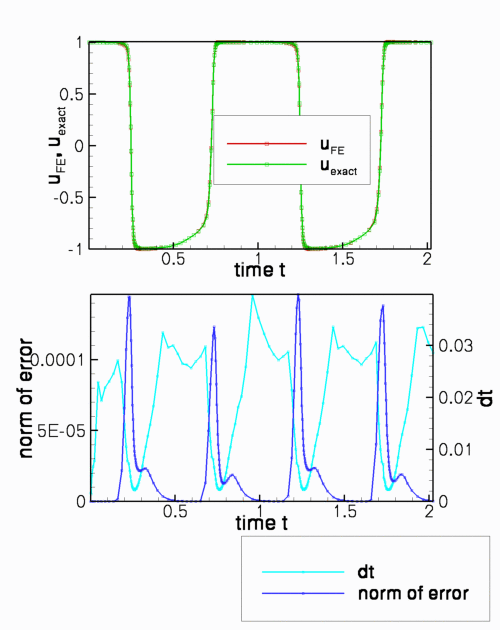 1
0.5
0
-0.5
-1
u_FE, u_exact
u_FE
u_exact
0.5 1 1.5 2
time t
0.0001
5E-05
0
norm of error
0.03
0.02
0.01
0
dt
0.5 1 1.5 2
time t
dt
norm of error